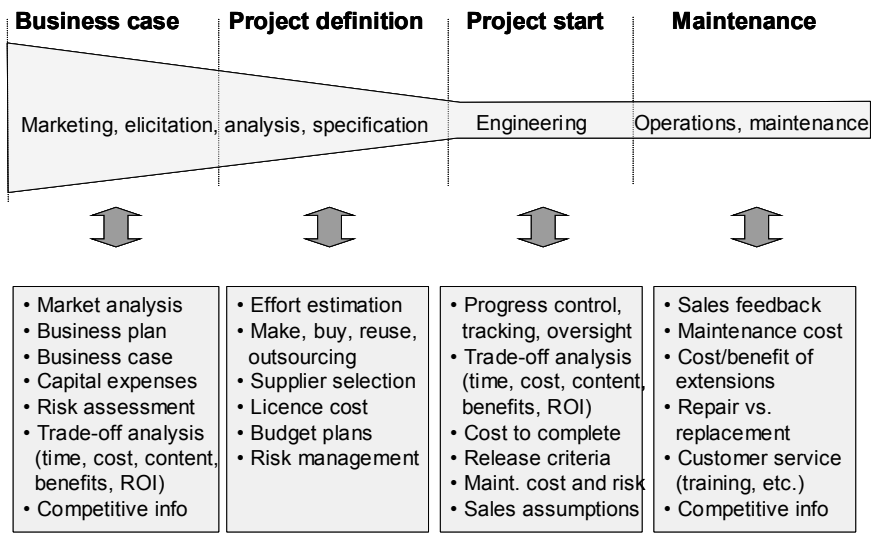 Business case
Project definition
Project start
Maintenance
Marketing, elicitation, analysis, specification
Engineering
Operations, maintenance
• Market analysis
• Business plan
• Business case
• Capital expenses
• Risk assessment
• Trade-off analysis
(time, cost, content,
benefits, ROI)
• Competitive info
• Effort estimation
• Make, buy, reuse,
outsourcing
• Supplier selection
• Licence cost
• Budget plans
• Risk management
• Progress control,
tracking, oversight
• Trade-off analysis
(time, cost, content,
benefits, ROI)
• Cost to complete
• Release criteria
• Maint. cost and risk
• Sales assumptions
• Sales feedback
• Maintenance cost
• Cost/benefit of
extensions
• Repair vs.
replacement
• Customer service
(training, etc.)
• Competitive info